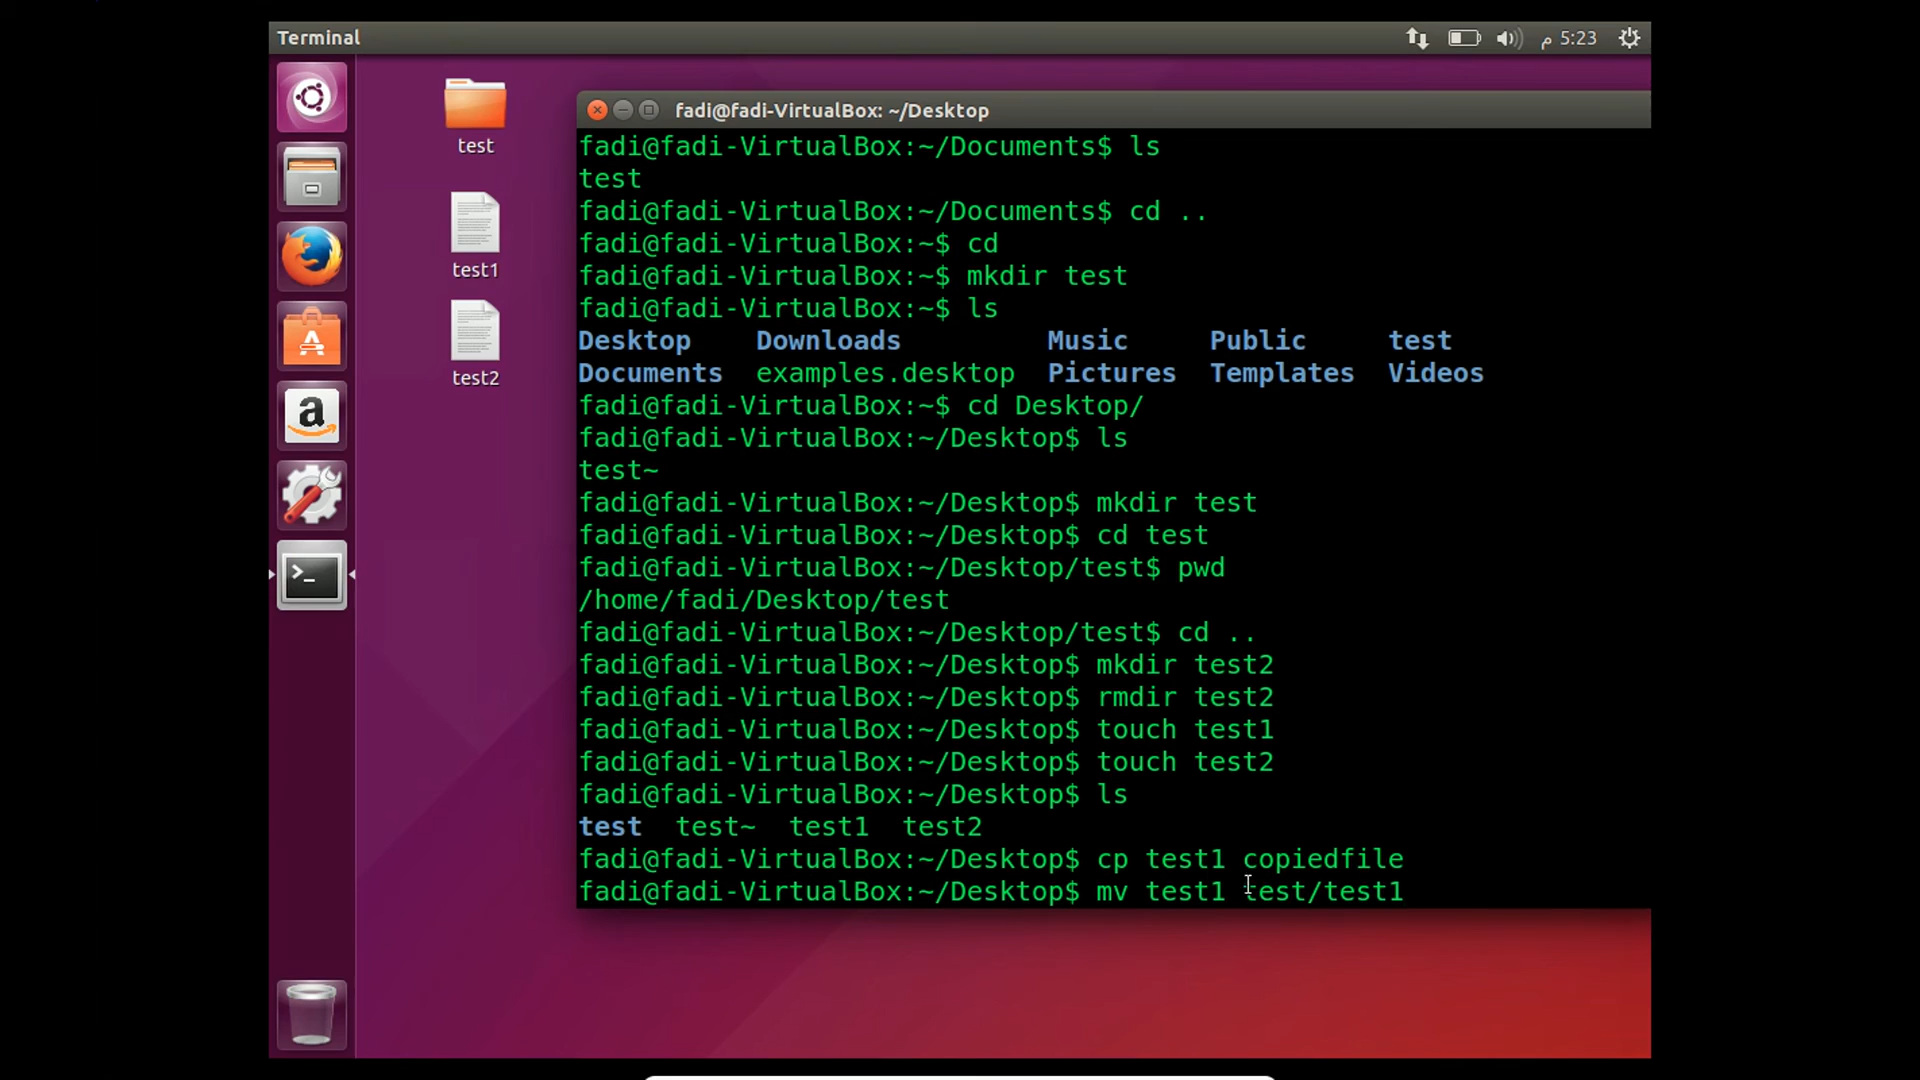 Terminal
5:23 م
test
test1
test2
fadi@fadi-VirtualBox: ~/Desktop
fadi@fadi-VirtualBox:~/Documents$ ls
test
fadi@fadi-VirtualBox:~/Documents$ cd ..
fadi@fadi-VirtualBox:~$ cd
fadi@fadi-VirtualBox:~$ mkdir test
fadi@fadi-VirtualBox:~$ ls
Desktop Downloads Music Public test
Documents examples.desktop Pictures Templates Videos
fadi@fadi-VirtualBox:~$ cd Desktop/
fadi@fadi-VirtualBox:~/Desktop$ ls
test~
fadi@fadi-VirtualBox:~/Desktop$ mkdir test
fadi@fadi-VirtualBox:~/Desktop$ cd test
fadi@fadi-VirtualBox:~/Desktop/test$ pwd
/home/fadi/Desktop/test
fadi@fadi-VirtualBox:~/Desktop/test$ cd ..
fadi@fadi-VirtualBox:~/Desktop$ mkdir test2
fadi@fadi-VirtualBox:~/Desktop$ rmdir test2
fadi@fadi-VirtualBox:~/Desktop$ touch test1
fadi@fadi-VirtualBox:~/Desktop$ touch test2
fadi@fadi-VirtualBox:~/Desktop$ ls
test test~ test1 test2
fadi@fadi-VirtualBox:~/Desktop$ cp test1 copiedfile
fadi@fadi-VirtualBox:~/Desktop$ mv test1 test/test1